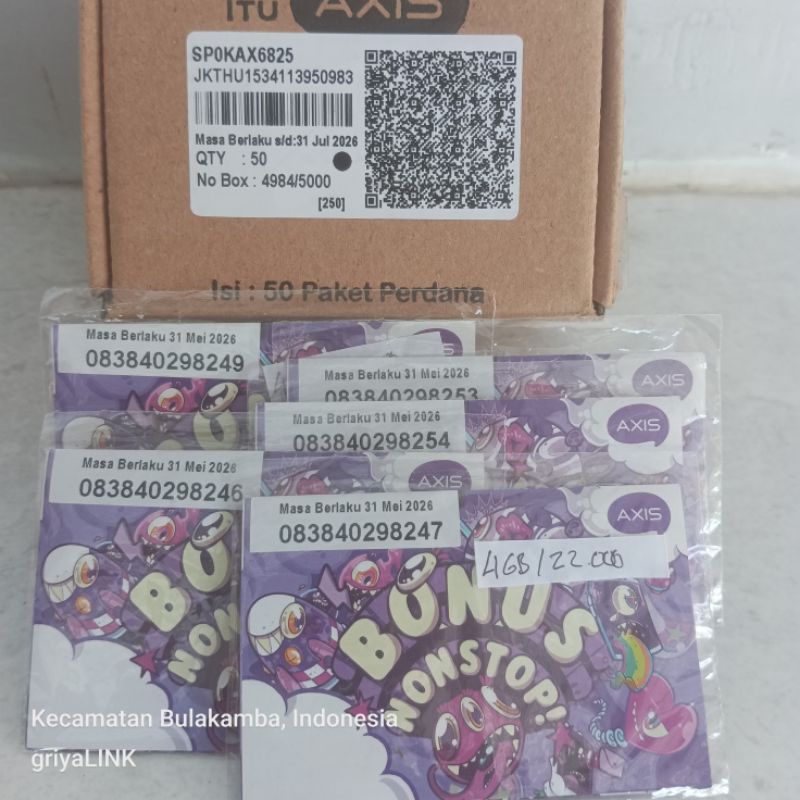 ITU AXIS
SP0KAX6825
JKTHU1534113950983
Masa Berlaku s/d:31 Jul 2026
QTY : 50
No Box : 4984/5000
[250]
Isi : 50 Paket Perdana
Masa Berlaku 31 Mei 2026
083840298249
Masa Berlaku 31 Mei 2026
083840298253
AXIS
Masa Berlaku 31 Mei 2026
083840298254
AXIS
Masa Berlaku 31 Mei 2026
083840298246
AXIS
BO
NON
Masa Berlaku 31 Mei 2026
083840298247
AXIS
4GB/22.000
BONUS
NONSTOP!
Kecamatan Bulakamba, Indonesia
griyaLINK